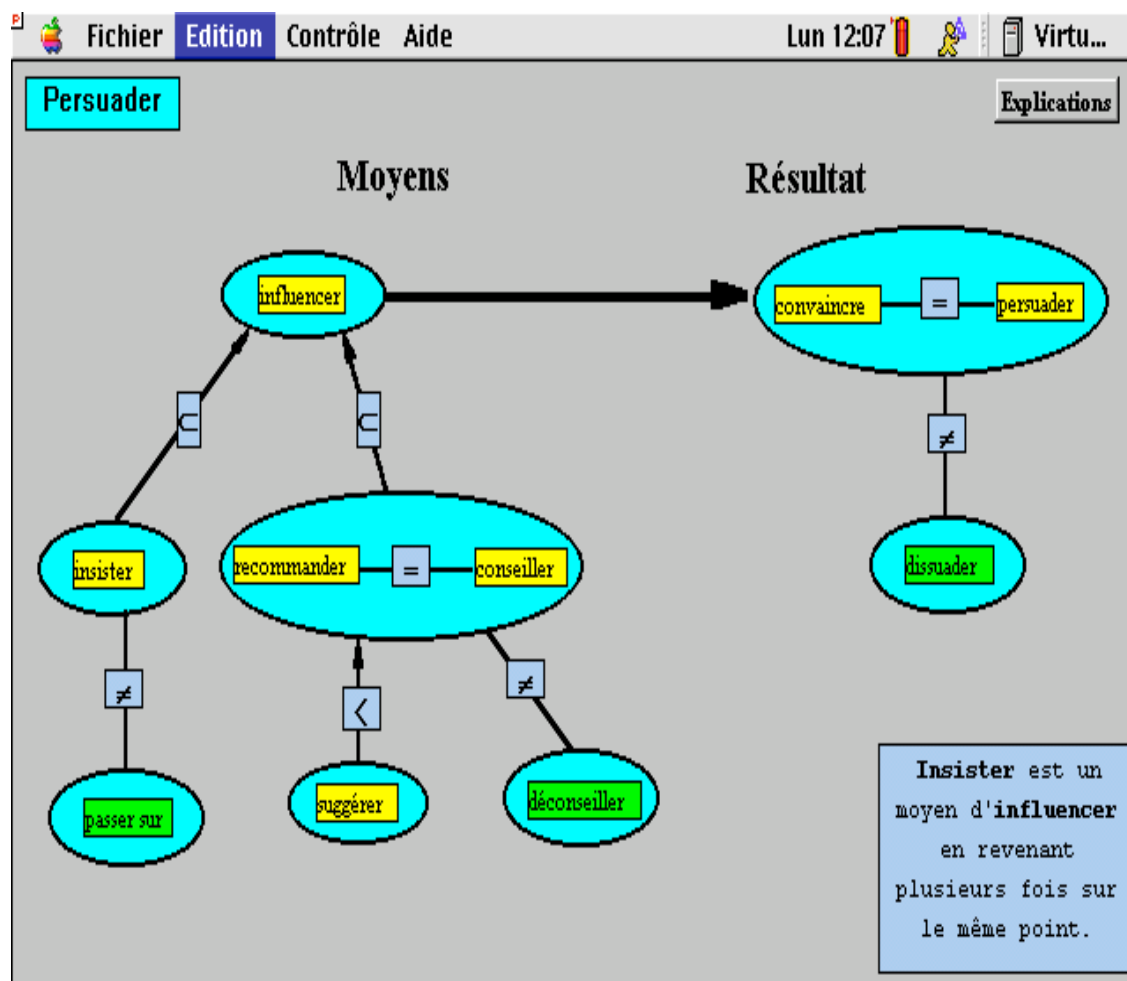 P
Fichier Edition Contrôle Aide Lun 12:07 Virtu...
Persuader
Explications
Moyens Résultat
influencer
convaincre = persuader
⊂ ⊂
≠
insister
recommander = conseiller
dissuader
≠ < ≠
passer sur suggérer déconseiller
Insister est un
moyen d'influencer
en revenant
plusieurs fois sur
le même point.